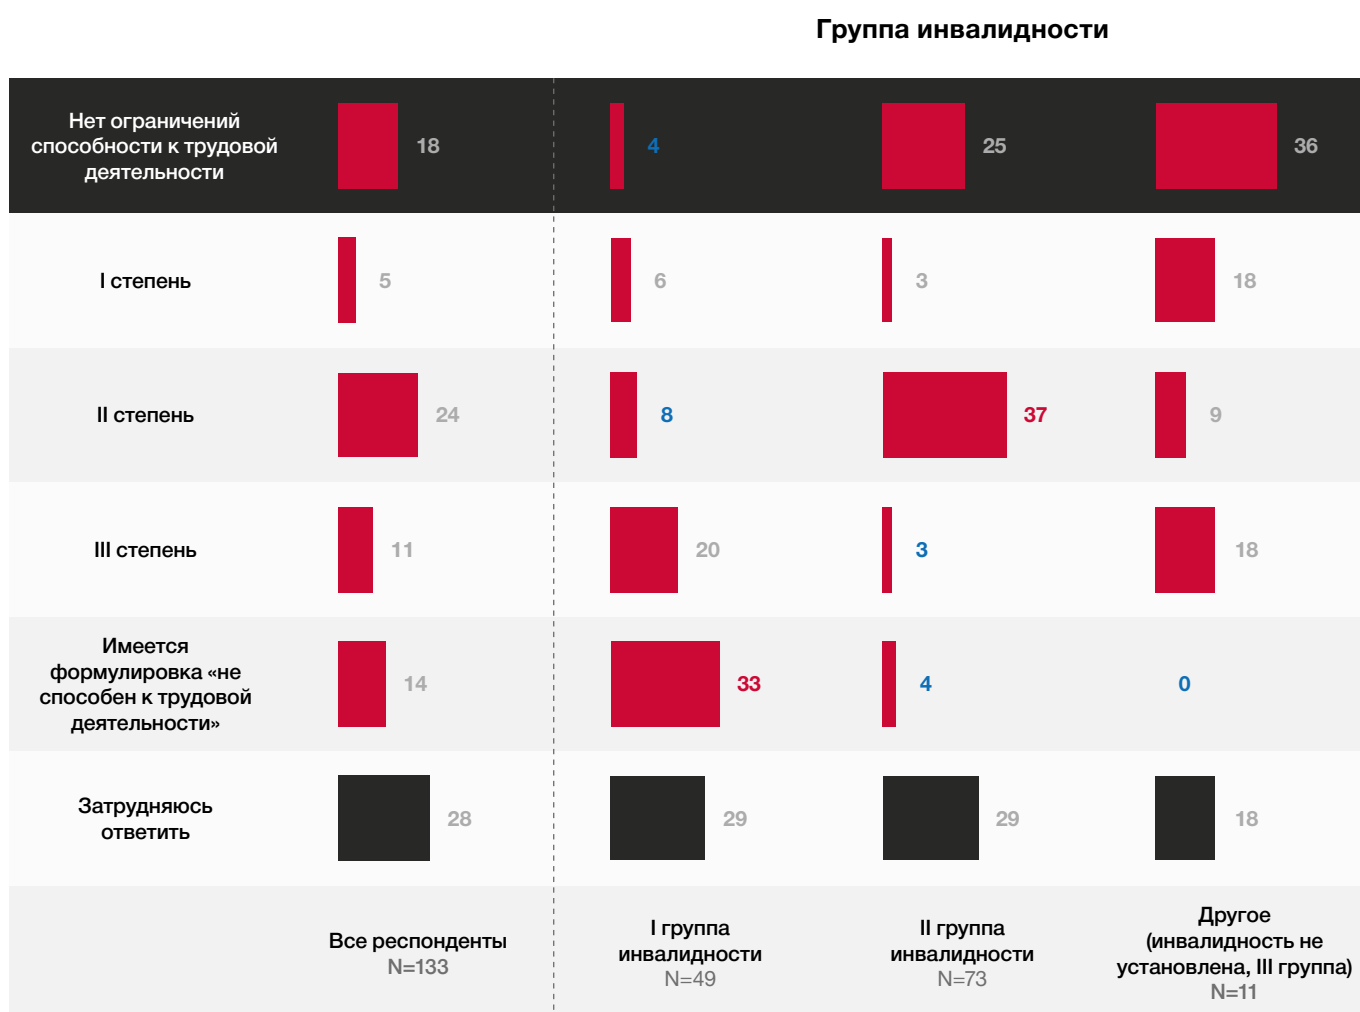 Группа инвалидности
Нет ограничений
способности к трудовой
деятельности
18
4
25
36
I степень
5
6
3
18
II степень
24
8
37
9
III степень
11
20
3
18
Имеется
формулировка «не
способен к трудовой
деятельности»
14
33
4
0
Затрудняюсь
ответить
28
29
29
18
Все респонденты
N=133
I группа
инвалидности
N=49
II группа
инвалидности
N=73
Другое
(инвалидность не
установлена, III группа)
N=11